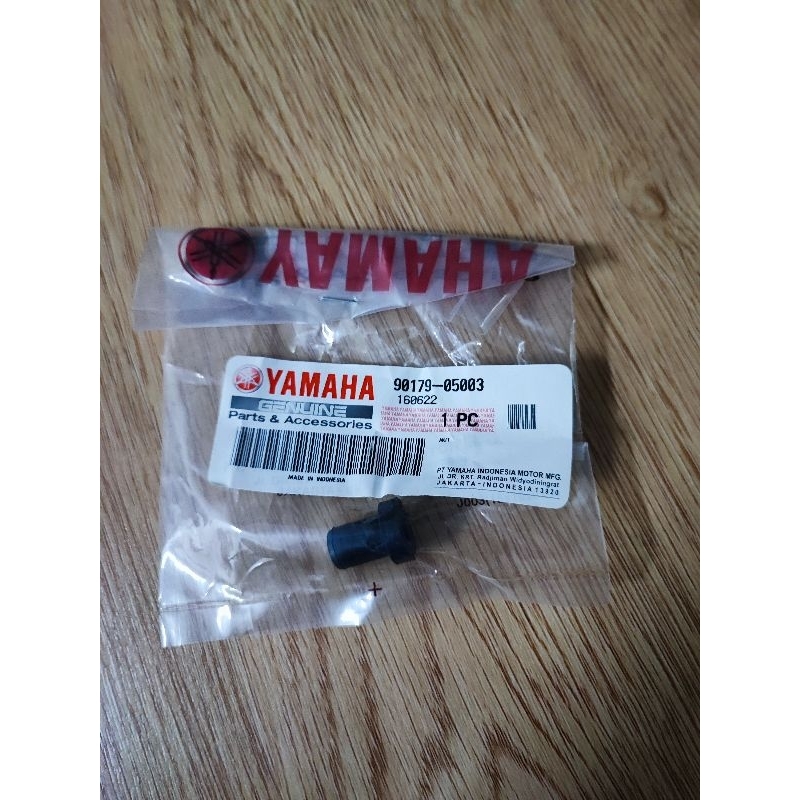 YAMAHA
YAMAHA
90179-05003
160622
GENUINE
Parts & Accessories
1 PC
MADE IN INDONESIA
PT YAMAHA INDONESIA MOTOR MFG.
Jl. DR. KRT. Radjiman Widyodiningrat
JAKARTA - INDONESIA 13920